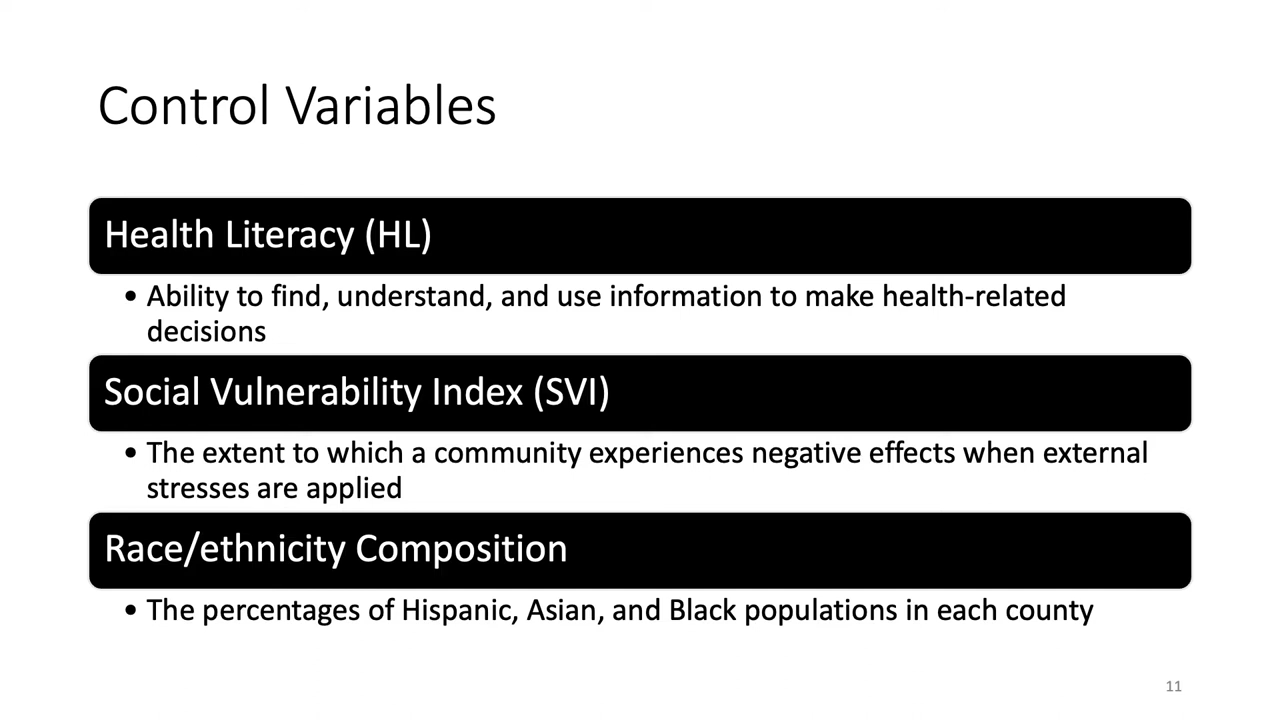 Control Variables
Health Literacy (HL)
• Ability to find, understand, and use information to make health-related
decisions
Social Vulnerability Index (SVI)
• The extent to which a community experiences negative effects when external
stresses are applied
Race/ethnicity Composition
• The percentages of Hispanic, Asian, and Black populations in each county
11